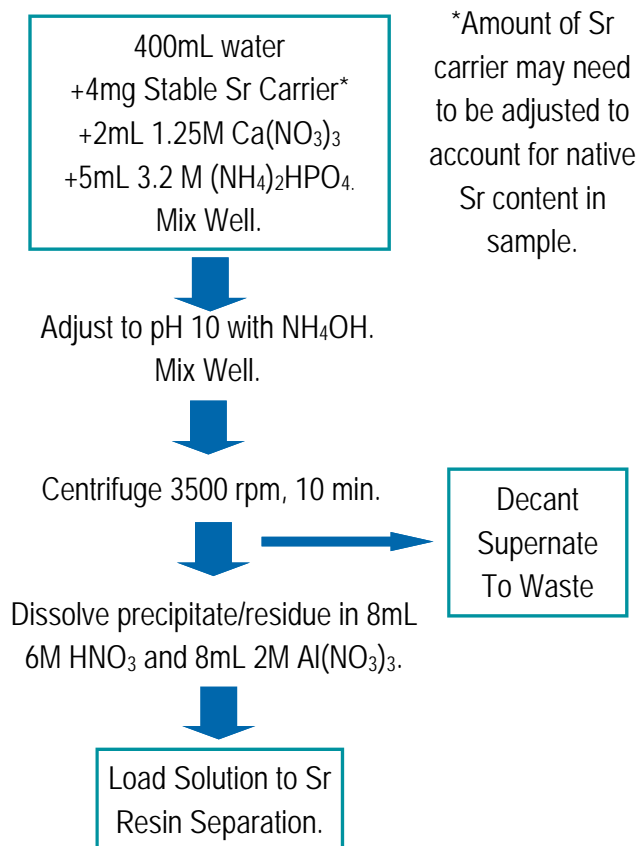 400mL water
+4mg Stable Sr Carrier*
+2mL 1.25M Ca(NO₃)₃
+5mL 3.2 M (NH₄)₂HPO₄.
Mix Well.
*Amount of Sr
carrier may need
to be adjusted to
account for native
Sr content in
sample.
Adjust to pH 10 with NH₄OH.
Mix Well.
Centrifuge 3500 rpm, 10 min.
Decant
Supernate
To Waste
Dissolve precipitate/residue in 8mL
6M HNO₃ and 8mL 2M Al(NO₃)₃.
Load Solution to Sr
Resin Separation.